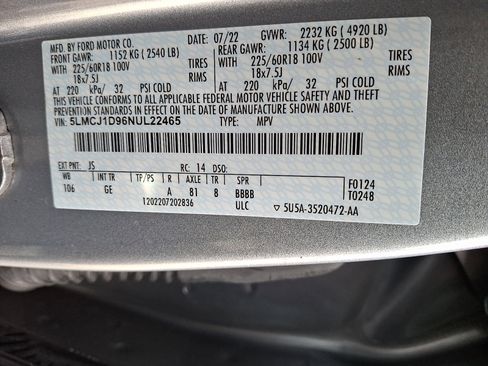 MFD. BY FORD MOTOR CO. DATE: 07/22 GVWR: 2232 KG ( 4920 LB)
FRONT GAWR: 1152 KG ( 2540 LB) REAR GAWR: 1134 KG ( 2500 LB)
WITH 225/60R18 100V TIRES WITH 225/60R18 100V TIRES
18x7.5J RIMS 18x7.5J RIMS
AT 220 kPa/ 32 PSI COLD AT 220 kPa/ 32 PSI COLD
THIS VEHICLE CONFORMS TO ALL APPLICABLE FEDERAL MOTOR VEHICLE SAFETY AND BUMPER
STANDARDS IN EFFECT ON THE DATE OF MANUFACTURE SHOWN ABOVE.
VIN: 5LMCJ1D96NUL22465 TYPE: MPV
EXT PNT: JS RC: 14 DSO:
WB INT TR TP/PS R AXLE TR SPR
106 GE A 81 8 BBBB
1202207202836 ULC
F0124
T0248
▽ 5U5A-3520472-AA